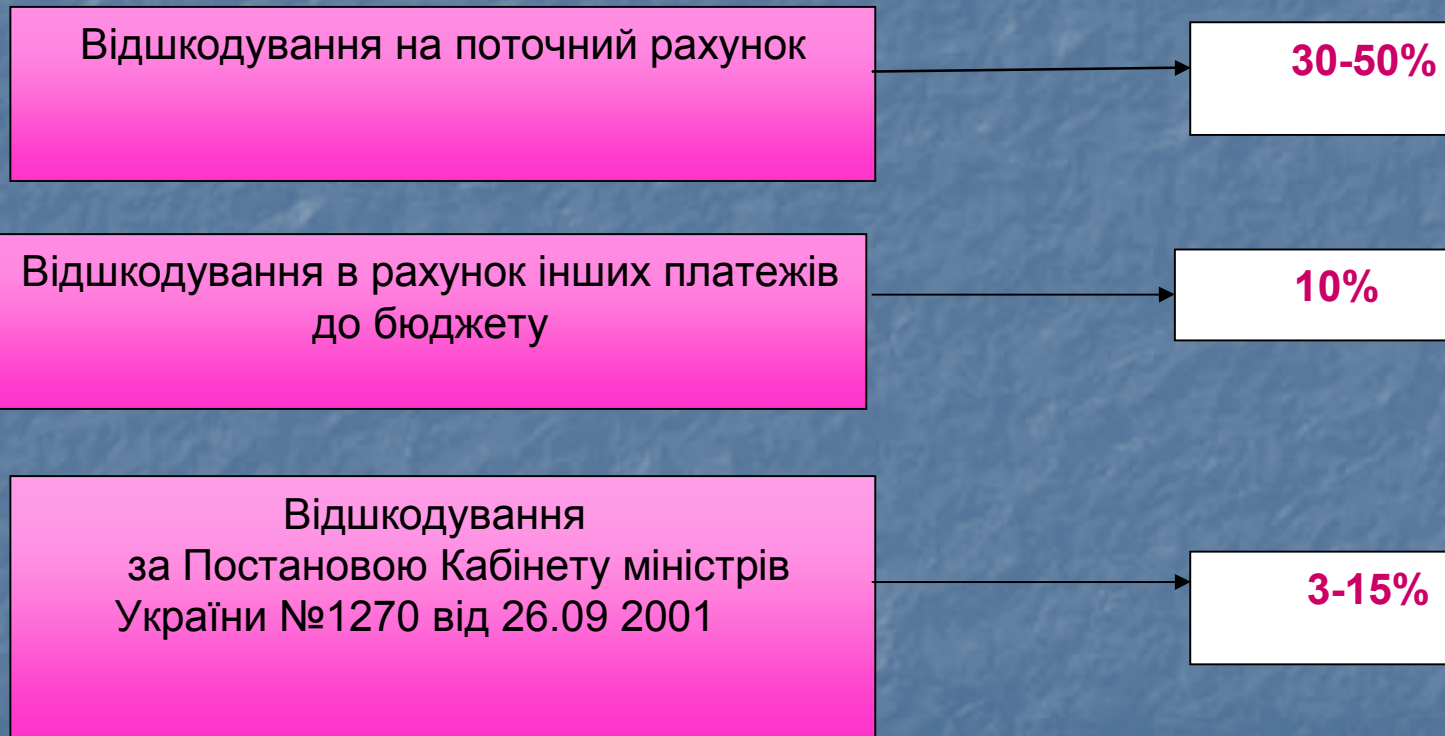 Відшкодування на поточний рахунок
30-50%
Відшкодування в рахунок інших платежів
до бюджету
10%
Відшкодування
за Постановою Кабінету міністрів
України №1270 від 26.09 2001
3-15%